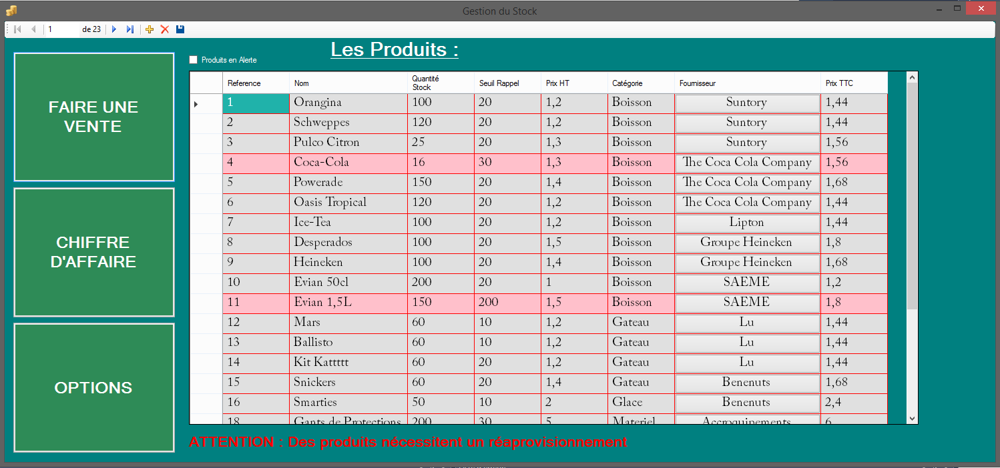 Gestion du Stock
1 de 23
Les Produits :
Produits en Alerte
FAIRE UNE
VENTE
CHIFFRE
D'AFFAIRE
OPTIONS
Reference Nom Quantité Stock Seuil Rappel Prix HT Catégorie Fournisseur Prix TTC
1 Orangina 100 20 1,2 Boisson Suntory 1,44
2 Schweppes 120 20 1,2 Boisson Suntory 1,44
3 Pulco Citron 25 20 1,3 Boisson Suntory 1,56
4 Coca-Cola 16 30 1,3 Boisson The Coca Cola Company 1,56
5 Powerade 150 20 1,4 Boisson The Coca Cola Company 1,68
6 Oasis Tropical 120 20 1,2 Boisson The Coca Cola Company 1,44
7 Ice-Tea 100 20 1,2 Boisson Lipton 1,44
8 Desperados 100 20 1,5 Boisson Groupe Heineken 1,8
9 Heineken 100 20 1,4 Boisson Groupe Heineken 1,68
10 Evian 50cl 200 20 1 Boisson SAEME 1,2
11 Evian 1,5L 150 200 1,5 Boisson SAEME 1,8
12 Mars 60 10 1,2 Gateau Lu 1,44
13 Ballisto 60 10 1,2 Gateau Lu 1,44
14 Kit Kattttt 60 20 1,2 Gateau Lu 1,44
15 Snickers 60 20 1,4 Gateau Benenuts 1,68
16 Smarties 50 10 2 Glace Benenuts 2,4
18 Gants de Protections 200 30 5 Materiel Accroquipements 6
ATTENTION : Des produits nécessitent un réaprovisionnement